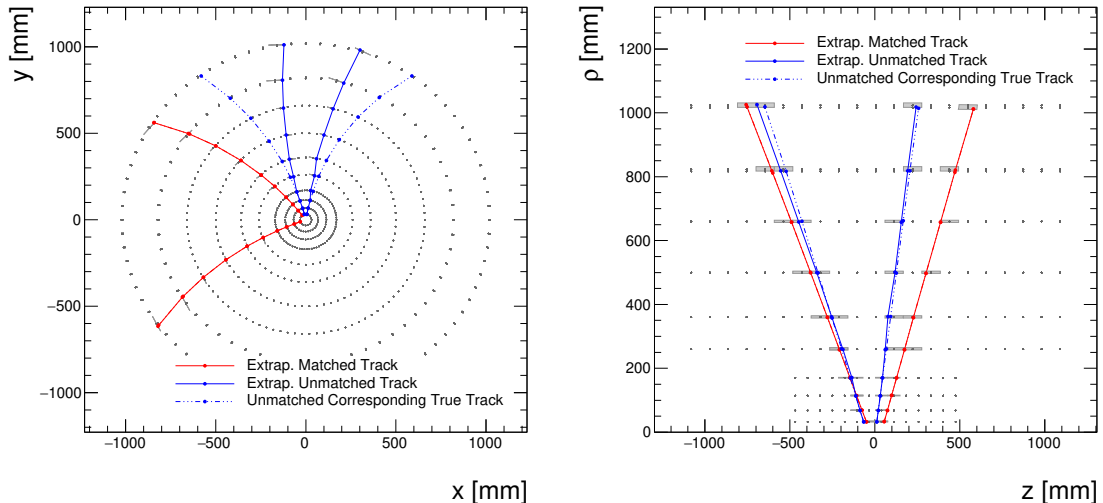 y [mm]
1000
500
0
−500
−1000
Extrap. Matched Track
Extrap. Unmatched Track
Unmatched Corresponding True Track
−1000 −500 0 500 1000
x [mm]
ρ [mm]
1200
1000
800
600
400
200
0
Extrap. Matched Track
Extrap. Unmatched Track
Unmatched Corresponding True Track
−1000 −500 0 500 1000
z [mm]